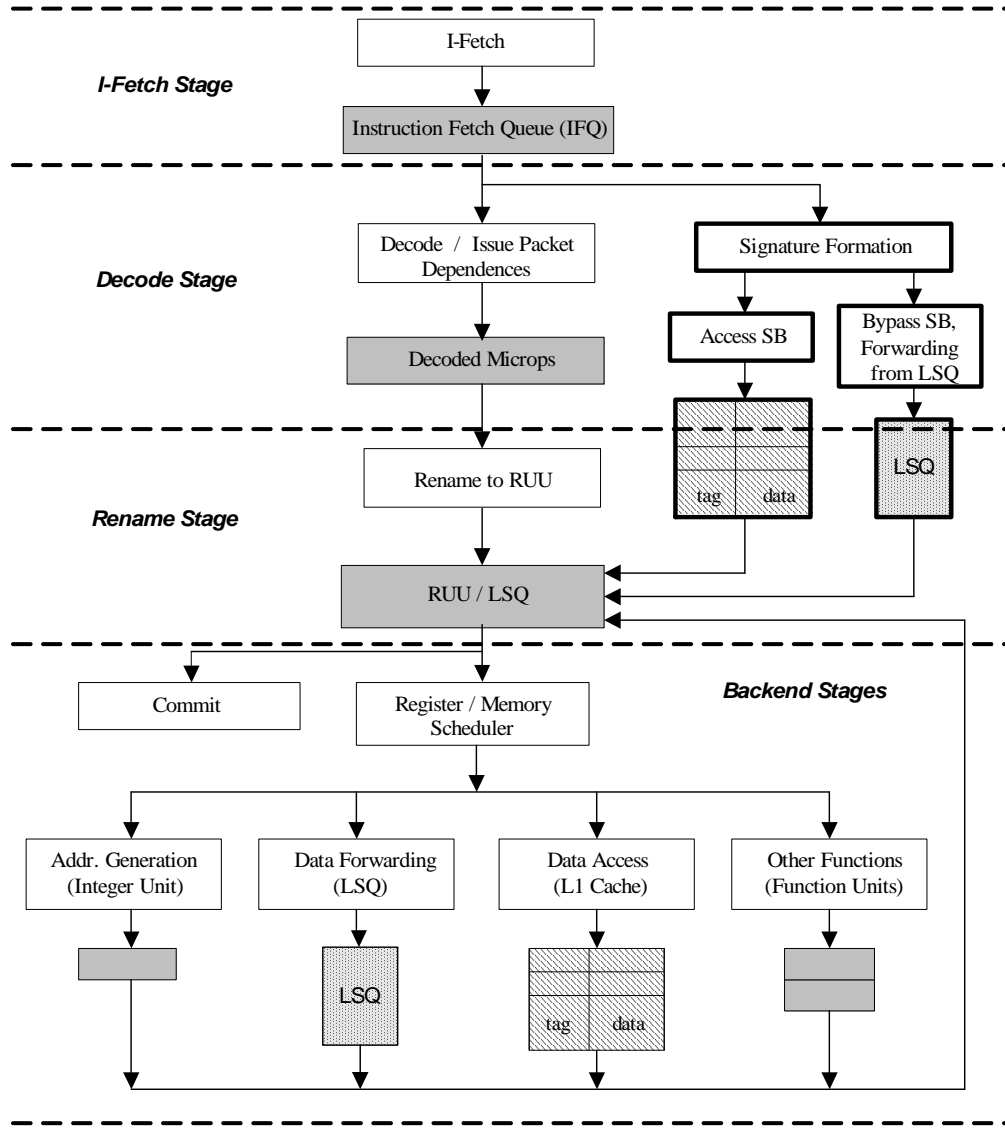 I-Fetch
I-Fetch Stage
Instruction Fetch Queue (IFQ)
Decode / Issue Packet
Dependences
Signature Formation
Decode Stage
Access SB
Bypass SB,
Forwarding
from LSQ
Decoded Microps
Rename to RUU
tag data
LSQ
Rename Stage
RUU / LSQ
Backend Stages
Commit
Register / Memory
Scheduler
Addr. Generation
(Integer Unit)
Data Forwarding
(LSQ)
Data Access
(L1 Cache)
Other Functions
(Function Units)
LSQ
tag data